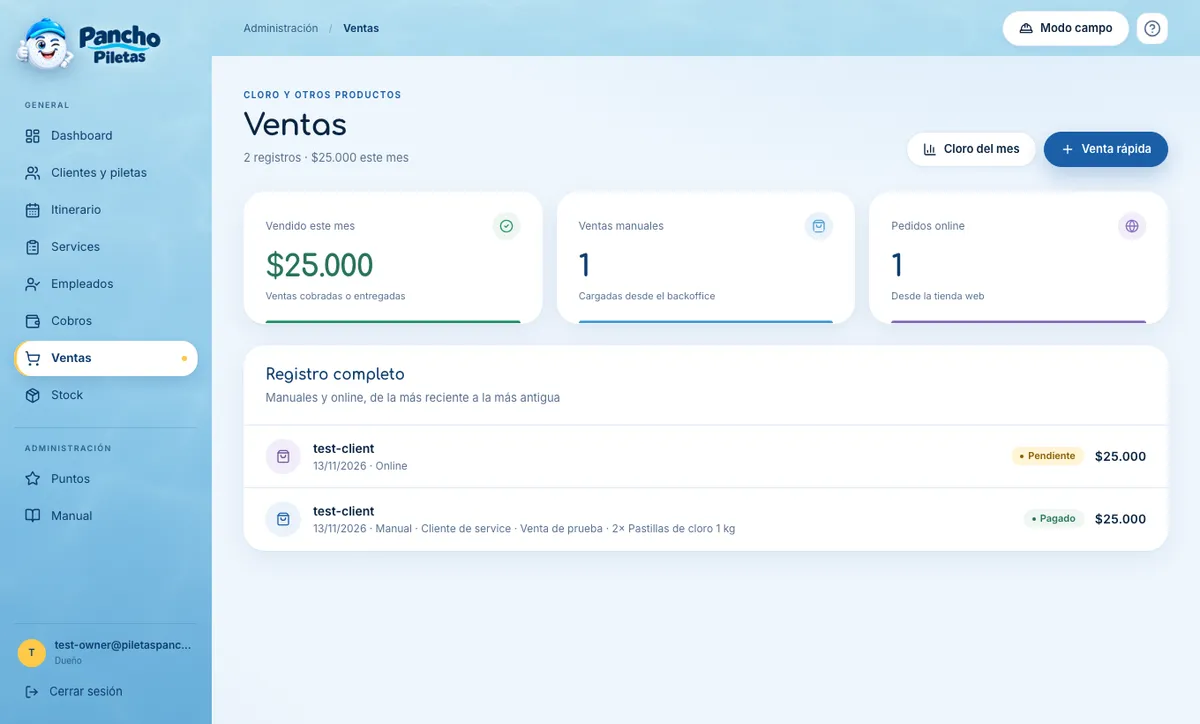 Pancho
Piletas
Administración / Ventas
Modo campo
GENERAL
Dashboard
Clientes y piletas
Itinerario
Services
Empleados
Cobros
Ventas
Stock
ADMINISTRACIÓN
Puntos
Manual
T
test-owner@piletaspanc...
Dueño
Cerrar sesión
CLORO Y OTROS PRODUCTOS
Ventas
2 registros · $25.000 este mes
Cloro del mes
+ Venta rápida
Vendido este mes
$25.000
Ventas cobradas o entregadas
Ventas manuales
1
Cargadas desde el backoffice
Pedidos online
1
Desde la tienda web
Registro completo
Manuales y online, de la más reciente a la más antigua
test-client
13/11/2026 · Online
• Pendiente $25.000
test-client
13/11/2026 · Manual · Cliente de service · Venta de prueba · 2× Pastillas de cloro 1 kg
• Pagado $25.000